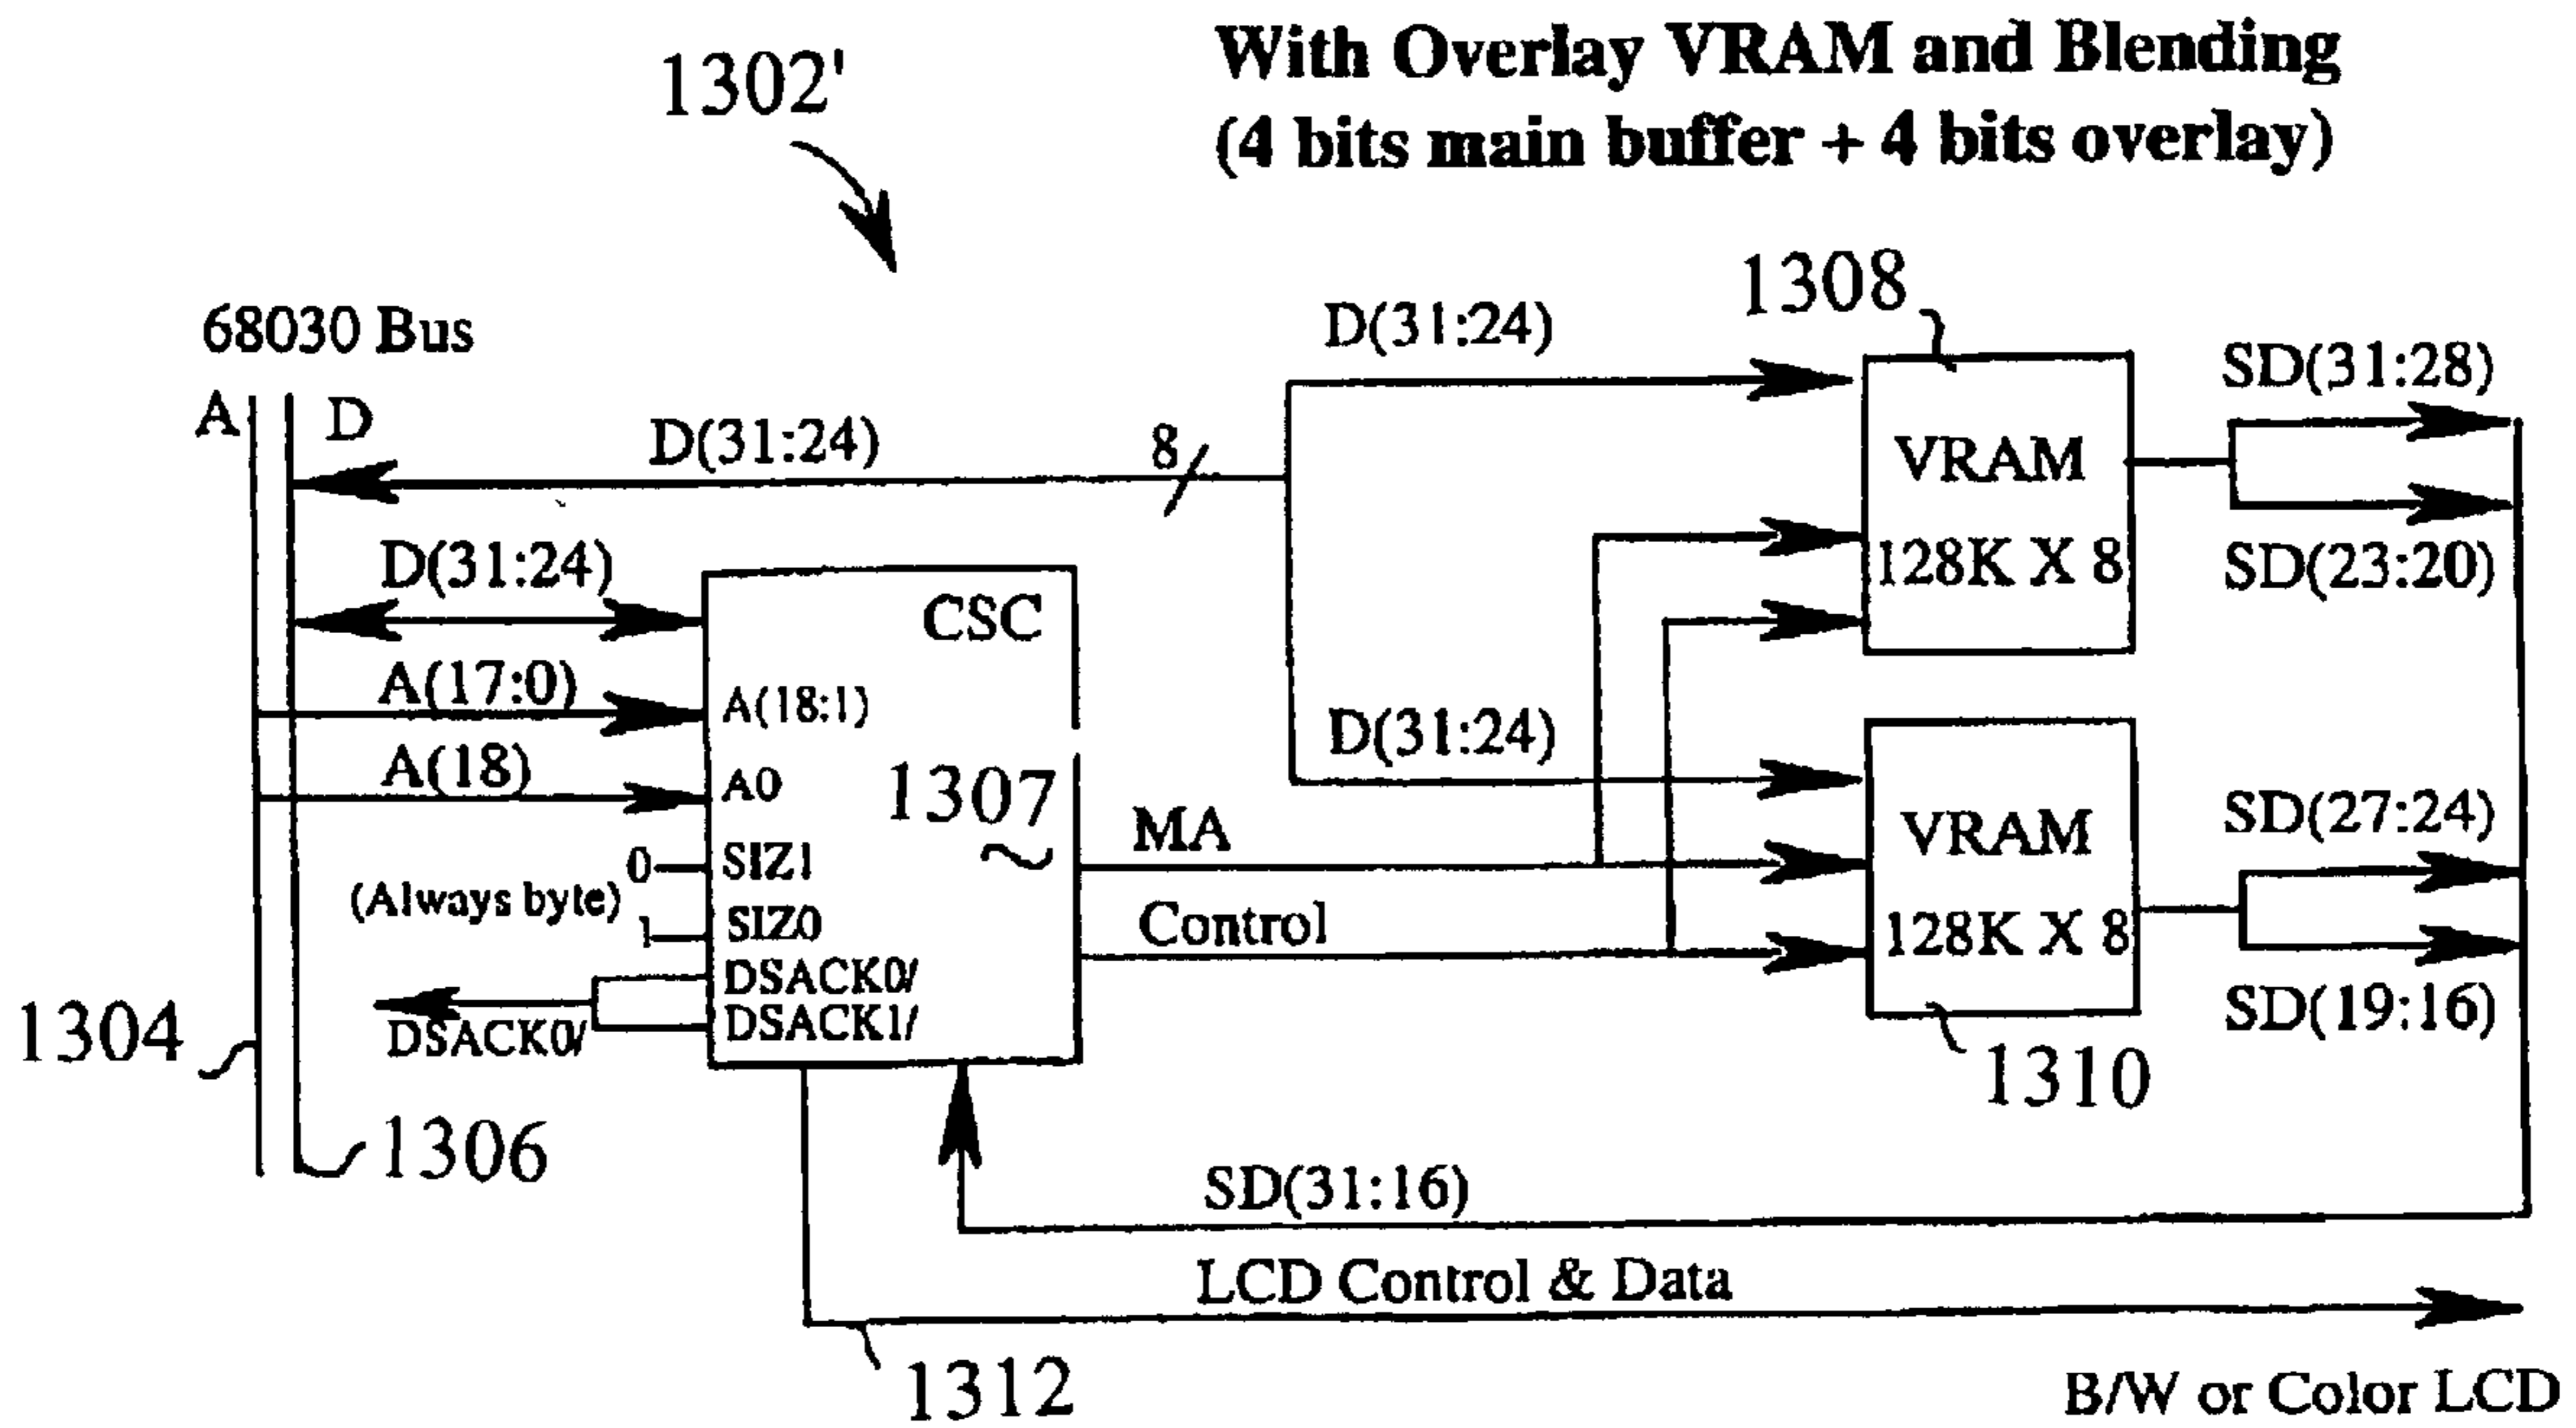 With Overlay VRAM and Blending
(4 bits main buffer + 4 bits overlay)
1302'
68030 Bus
A
D
D(31:24)
8
D(31:24)
1308
VRAM
128K X 8
SD(31:28)
SD(23:20)
D(31:24)
CSC
A(17:0)
A(18:1)
A(18)
A0
1307
0
SIZ1
(Always byte)
1
SIZ0
DSACK0/
DSACK1/
DSACK0/
D(31:24)
MA
Control
VRAM
128K X 8
SD(27:24)
SD(19:16)
1304
1306
1310
SD(31:16)
LCD Control & Data
1312
B/W or Color LCD